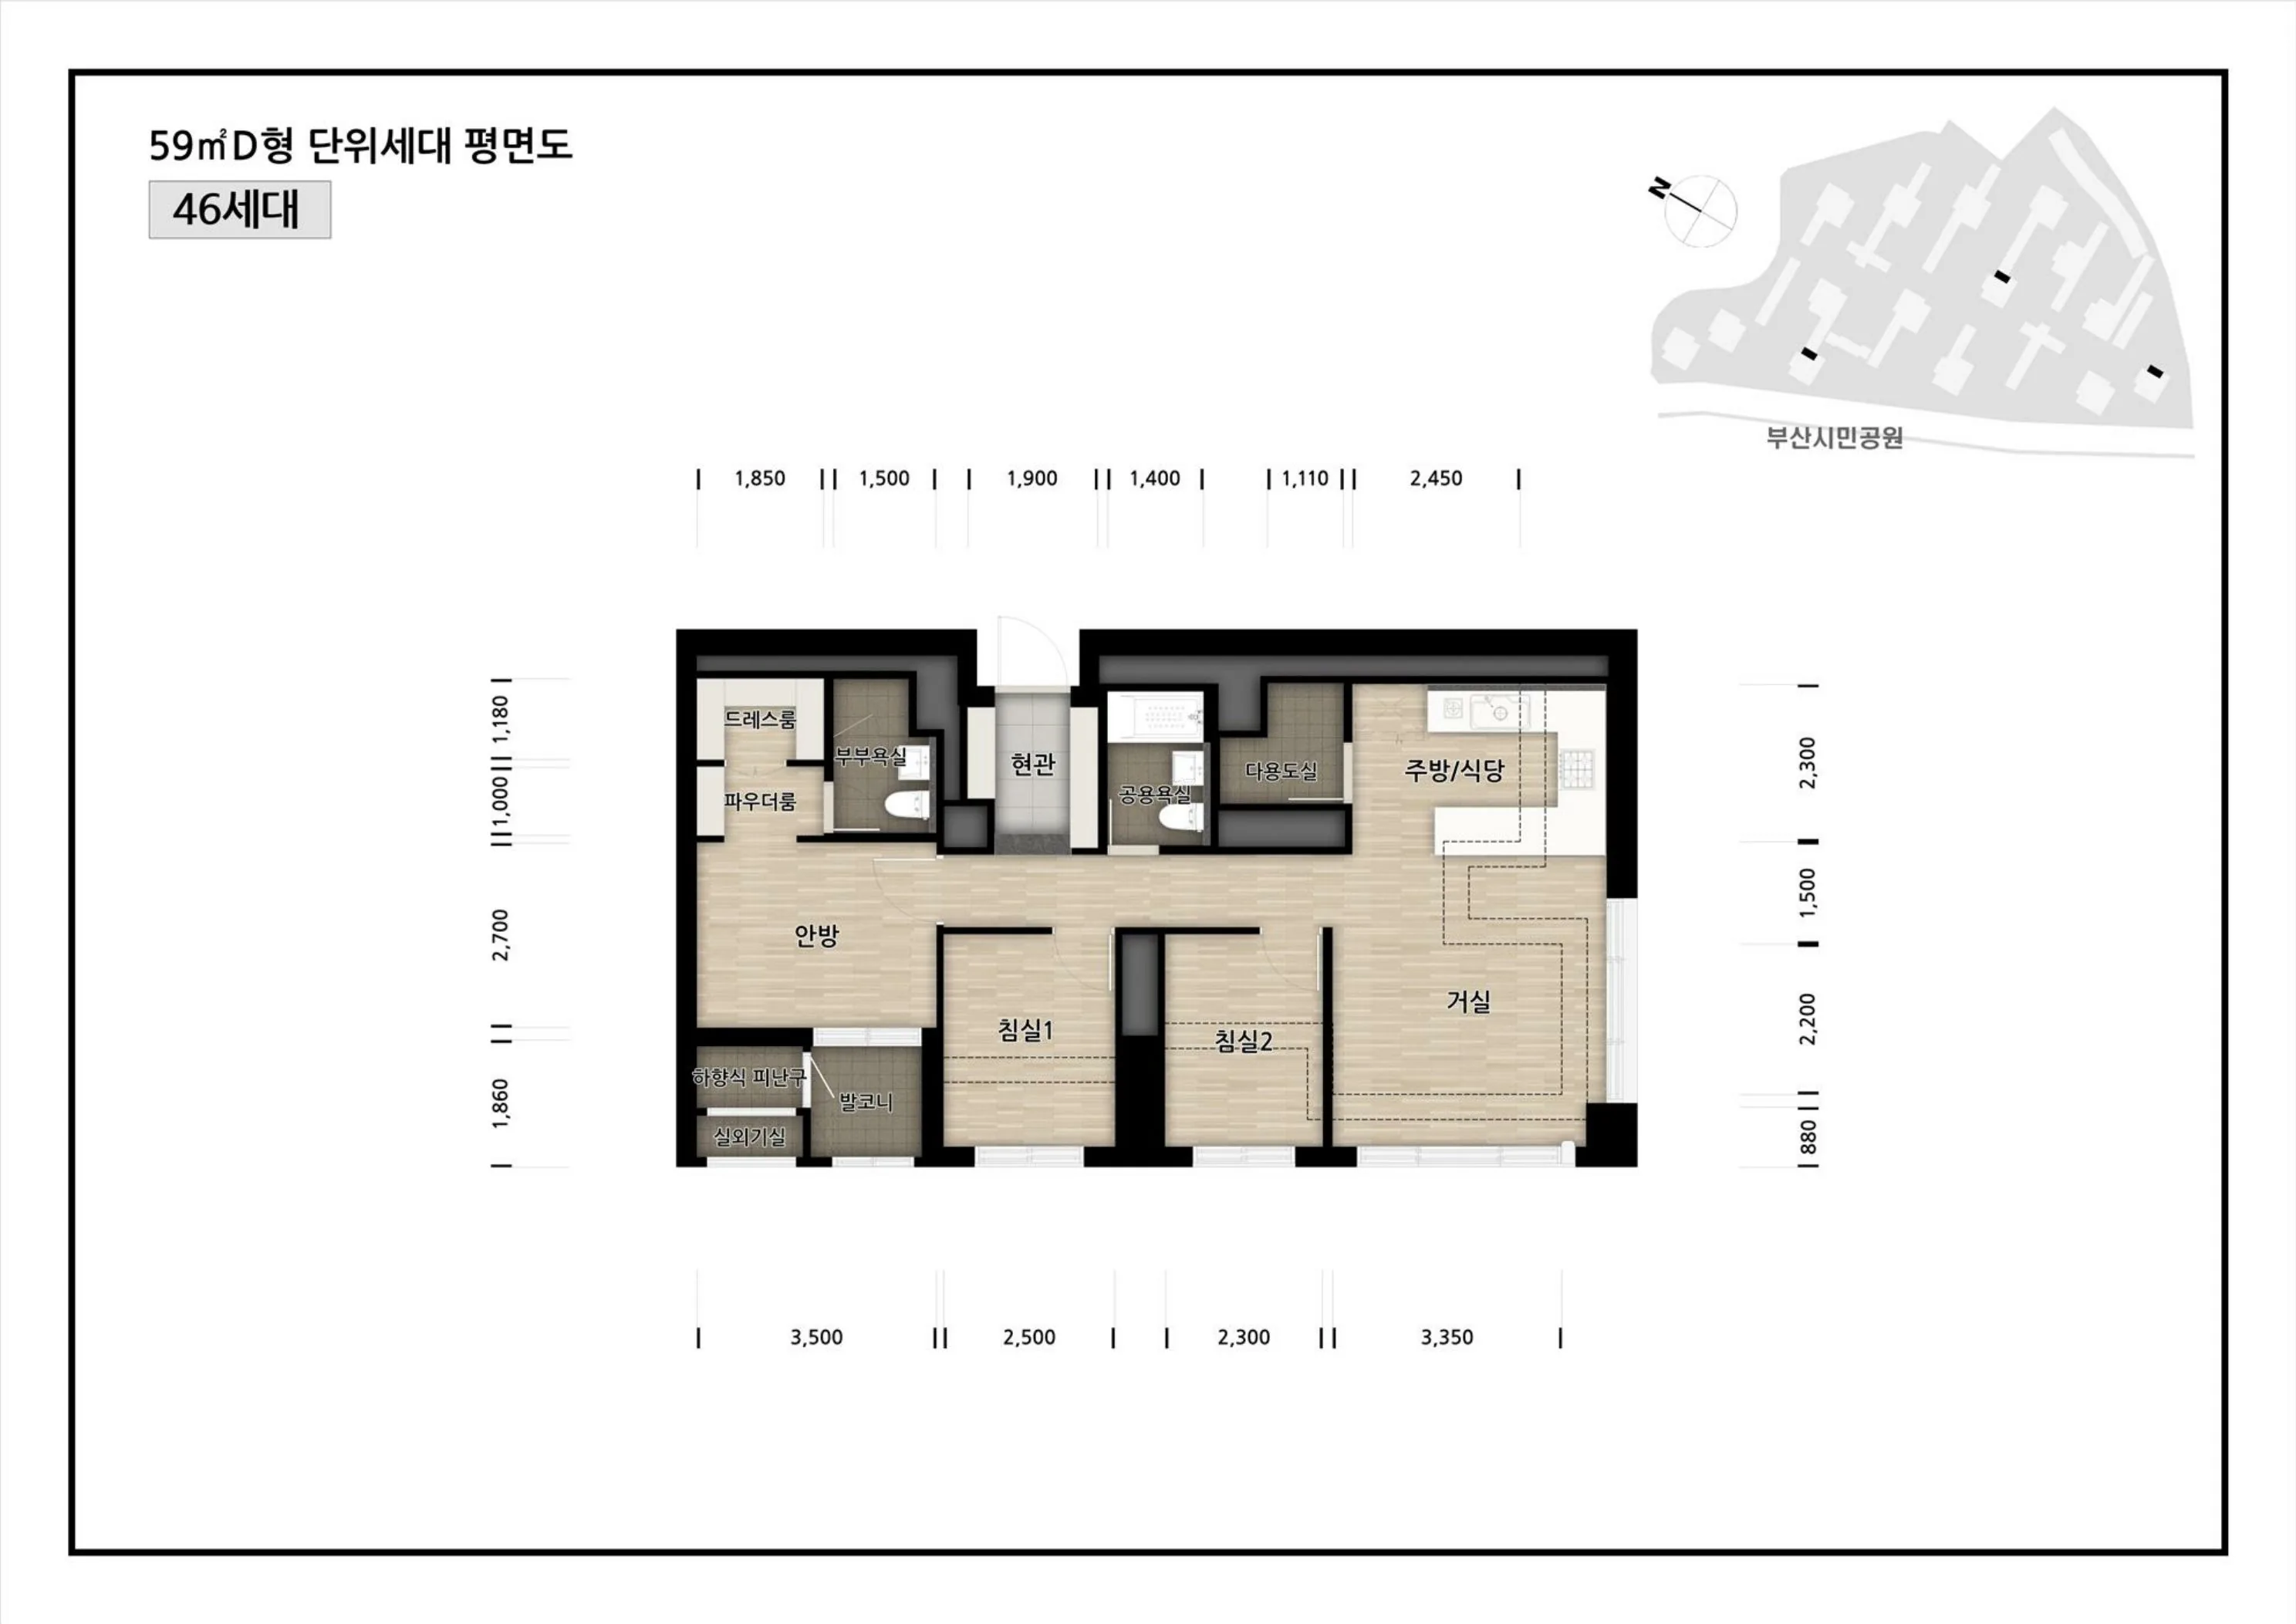 59㎡D형 단위세대 평면도
46세대
N
부산시민공원
1,850 1,500 1,900 1,400 1,110 2,450
1,180
1,000
2,700
1,860
드레스룸
부부욕실
파우더룸
현관
공용욕실
다용도실
주방/식당
안방
침실1
침실2
거실
하향식 피난구
발코니
실외기실
2,300
1,500
2,200
880
3,500 2,500 2,300 3,350